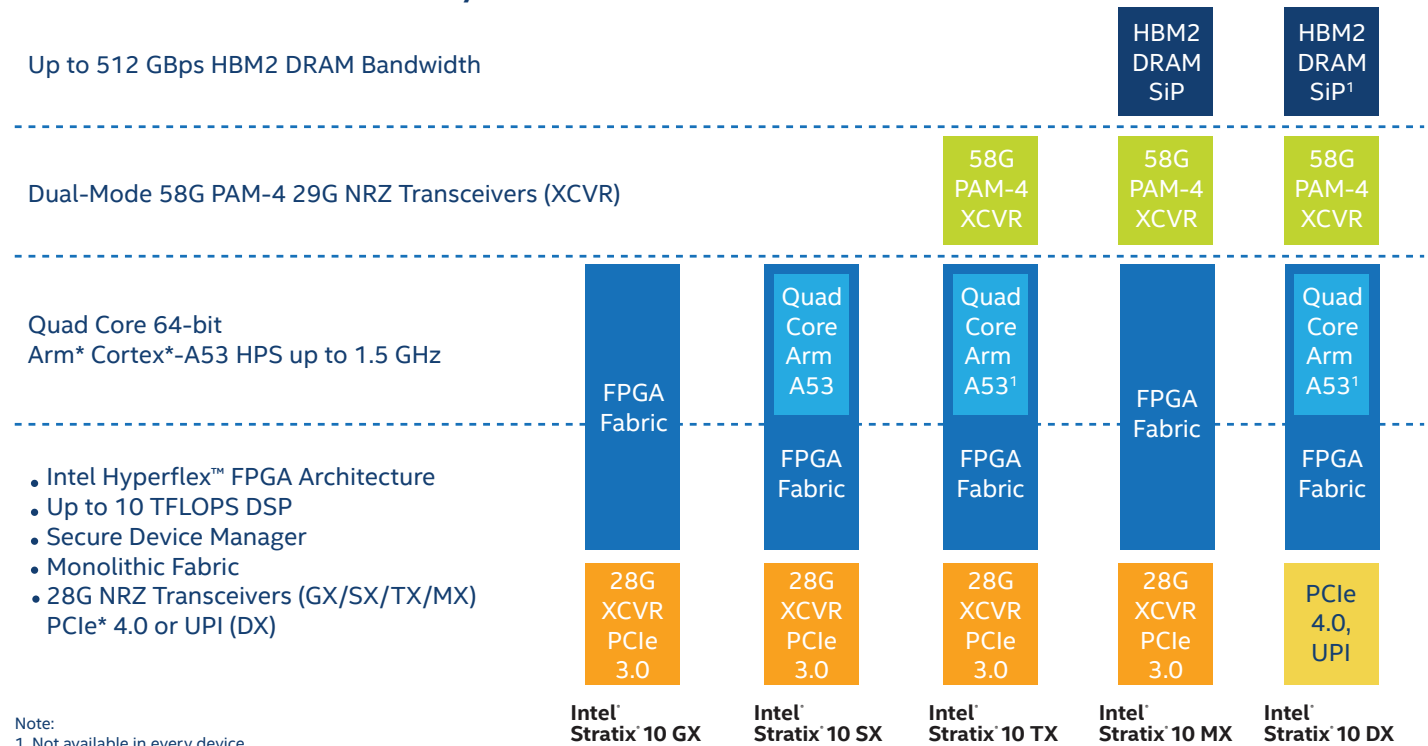 Up to 512 GBps HBM2 DRAM Bandwidth
HBM2
DRAM
SiP
HBM2
DRAM
SiP¹
Dual-Mode 58G PAM-4 29G NRZ Transceivers (XCVR)
58G
PAM-4
XCVR
58G
PAM-4
XCVR
58G
PAM-4
XCVR
Quad Core 64-bit
Arm* Cortex*-A53 HPS up to 1.5 GHz
FPGA
Fabric
Quad
Core
Arm
A53
FPGA
Fabric
Quad
Core
Arm
A53¹
FPGA
Fabric
FPGA
Fabric
Quad
Core
Arm
A53¹
FPGA
Fabric
• Intel Hyperflex™ FPGA Architecture
• Up to 10 TFLOPS DSP
• Secure Device Manager
• Monolithic Fabric
• 28G NRZ Transceivers (GX/SX/TX/MX)
PCIe* 4.0 or UPI (DX)
28G
XCVR
PCIe
3.0
28G
XCVR
PCIe
3.0
28G
XCVR
PCIe
3.0
28G
XCVR
PCIe
3.0
PCIe
4.0,
UPI
Intel®
Stratix® 10 GX
Intel®
Stratix® 10 SX
Intel®
Stratix® 10 TX
Intel®
Stratix® 10 MX
Intel®
Stratix® 10 DX
Note:
1. Not available in every device